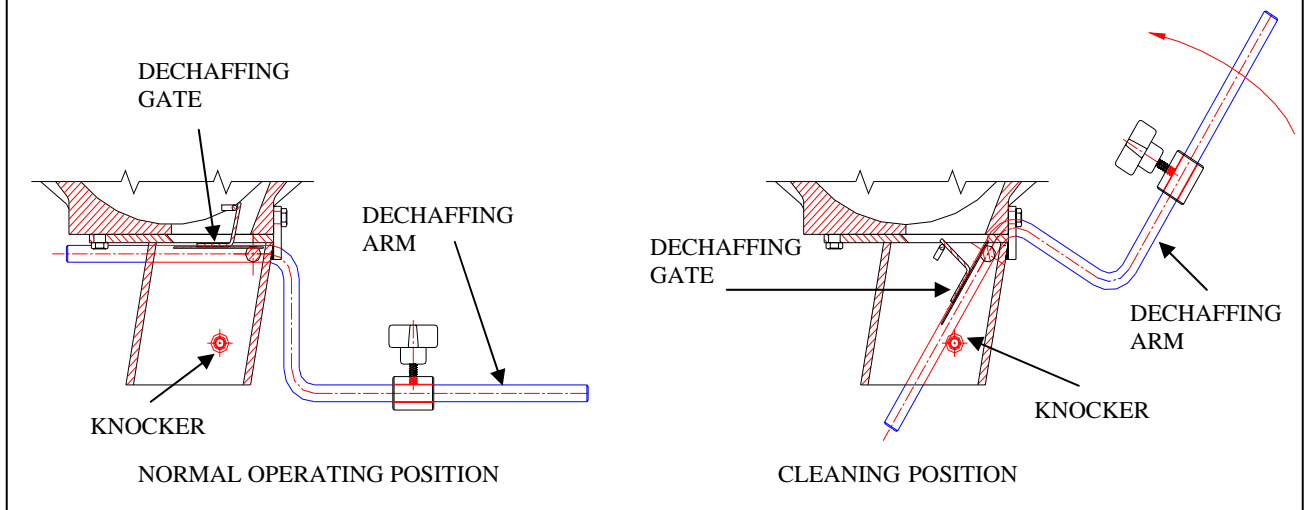 DECHAFFING
GATE
DECHAFFING
ARM
KNOCKER
NORMAL OPERATING POSITION
DECHAFFING
GATE
DECHAFFING
ARM
KNOCKER
CLEANING POSITION